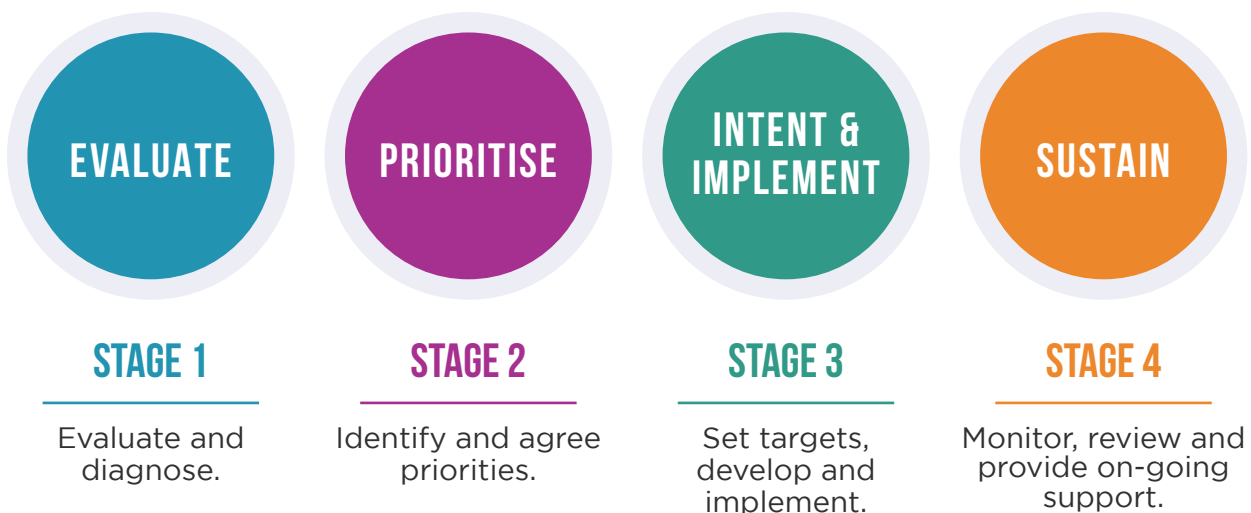 EVALUATE
PRIORITISE
INTENT &
IMPLEMENT
SUSTAIN
STAGE 1
Evaluate and
diagnose.
STAGE 2
Identify and agree
priorities.
STAGE 3
Set targets,
develop and
implement.
STAGE 4
Monitor, review and
provide on-going
support.